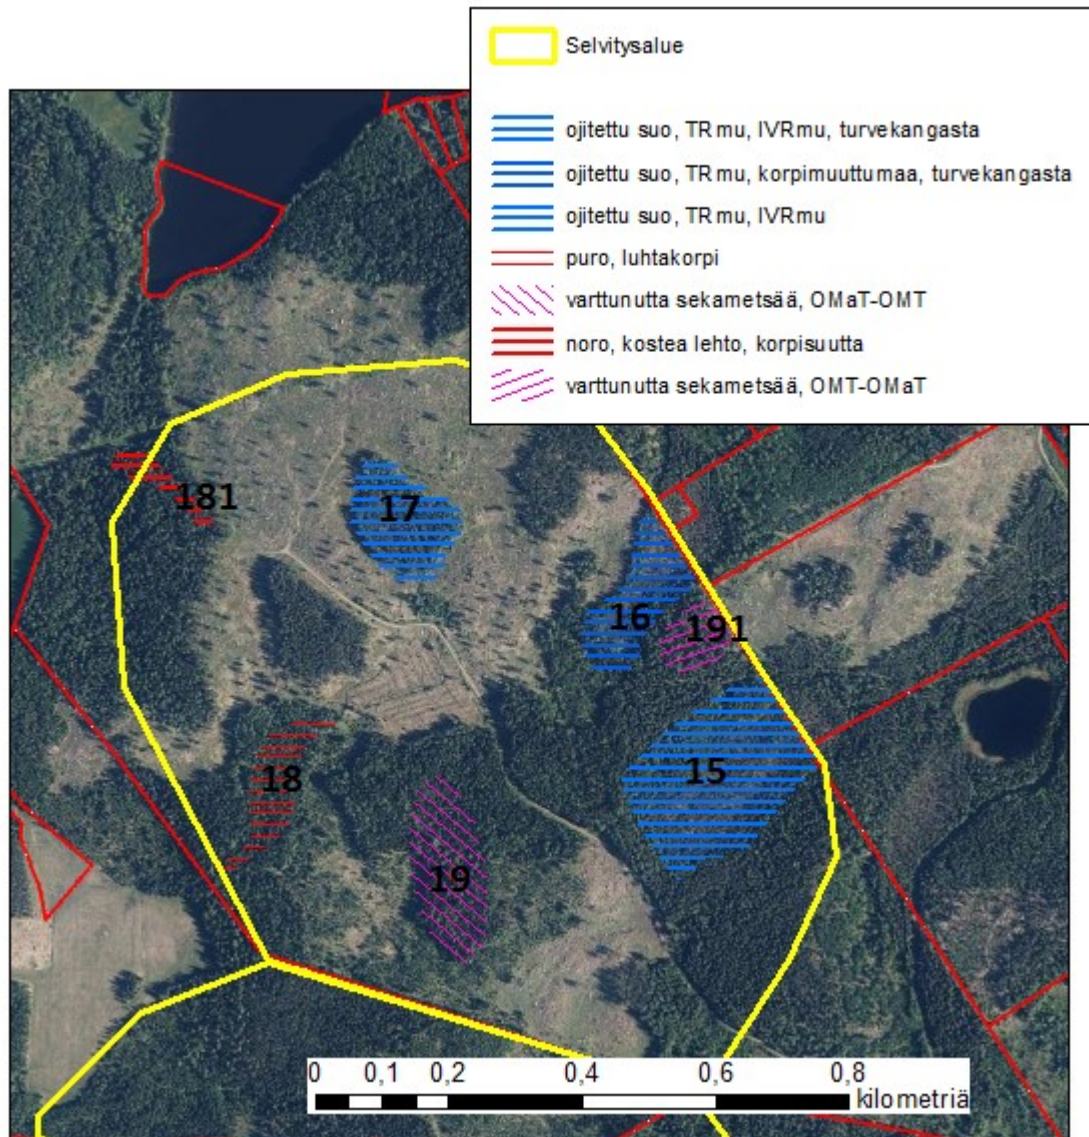 Selvitysalue
ojitettu suo, TRmu, IVRmu, turvekangasta
ojitettu suo, TRmu, korpimuuttumaa, turvekangasta
ojitettu suo, TRmu, IVRmu
puro, luhtakorpi
varttunutta sekametsää, OMaT-OMT
noro, kostea lehto, korpisuutta
varttunutta sekametsää, OMT-OMaT
181
17
16
191
18
15
19
0 0,1 0,2 0,4 0,6 0,8
kilometriä